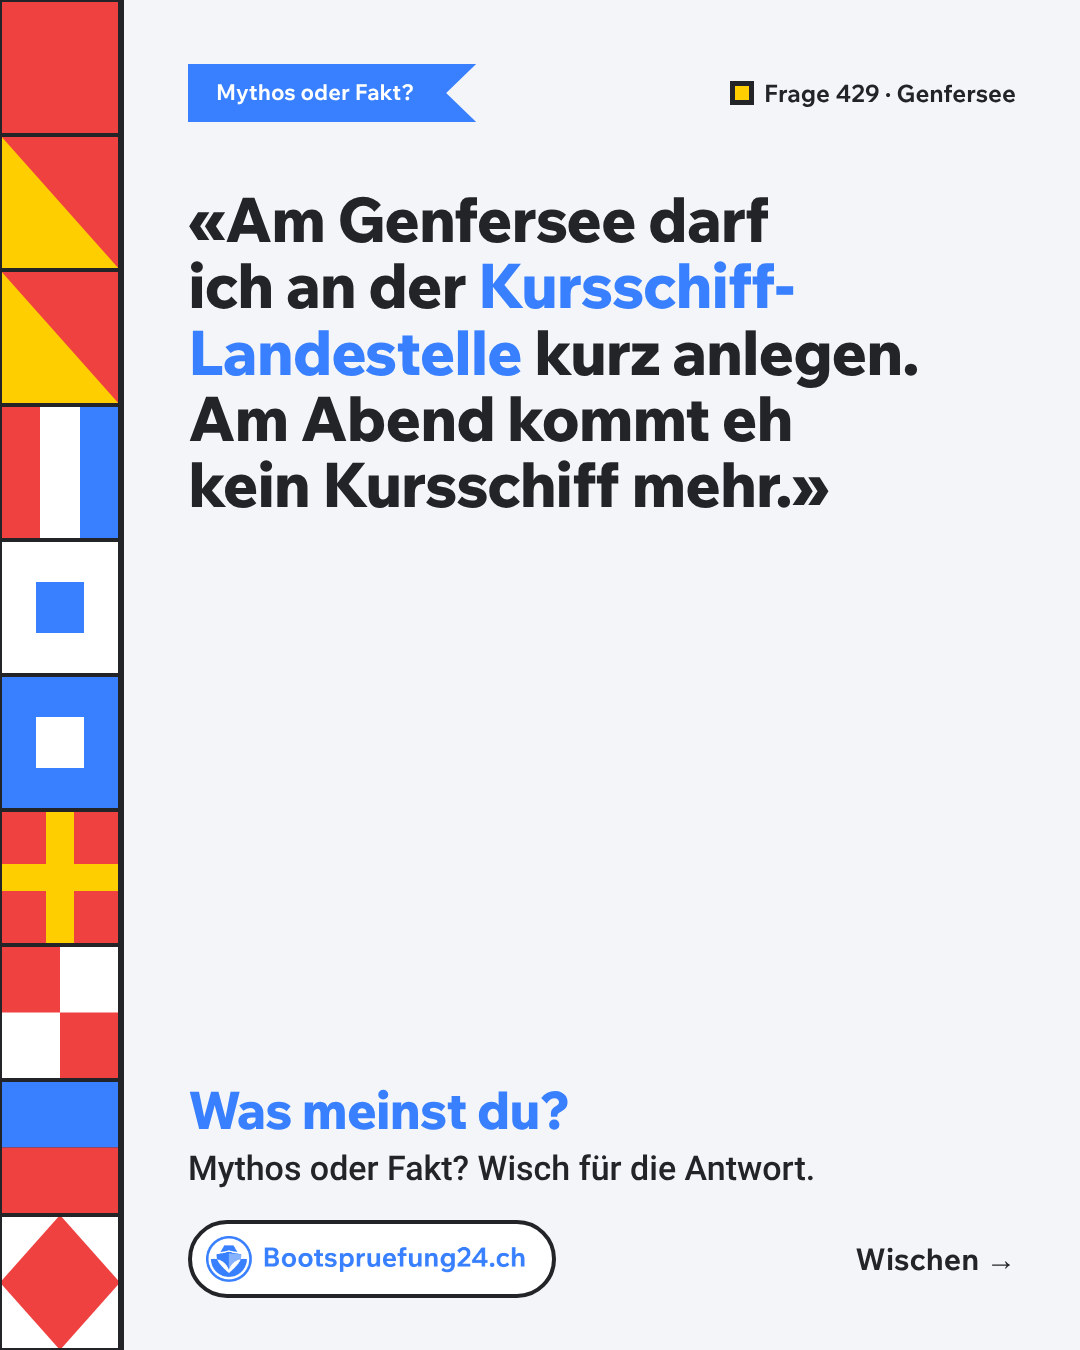 Mythos oder Fakt?
Frage 429 · Genfersee
«Am Genfersee darf
ich an der Kursschiff-
Landestelle kurz anlegen.
Am Abend kommt eh
kein Kursschiff mehr.»
Was meinst du?
Mythos oder Fakt? Wisch für die Antwort.
Bootspruefung24.ch
Wischen →